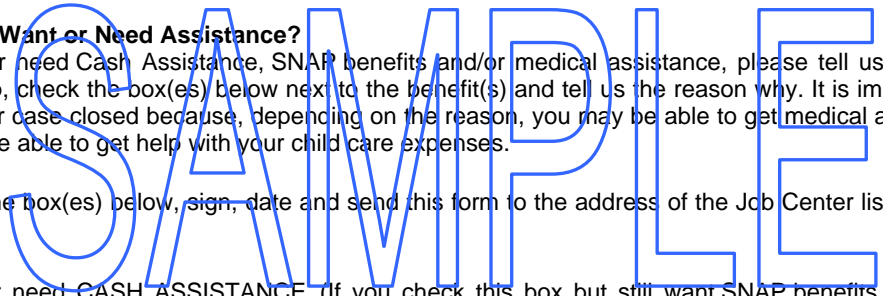 Want or Need Assistance?
r need Cash Assistance, SNAP benefits and/or medical assistance, please tell us
o, check the box(es) below next to the benefit(s) and tell us the reason why. It is im
r case closed because, depending on the reason, you may be able to get medical a
e able to get help with your child care expenses.
e box(es) below, sign, date and send this form to the address of the Job Center lis
r need CASH ASSISTANCE (If you check this box but still want SNAP benefits
SAMPLE